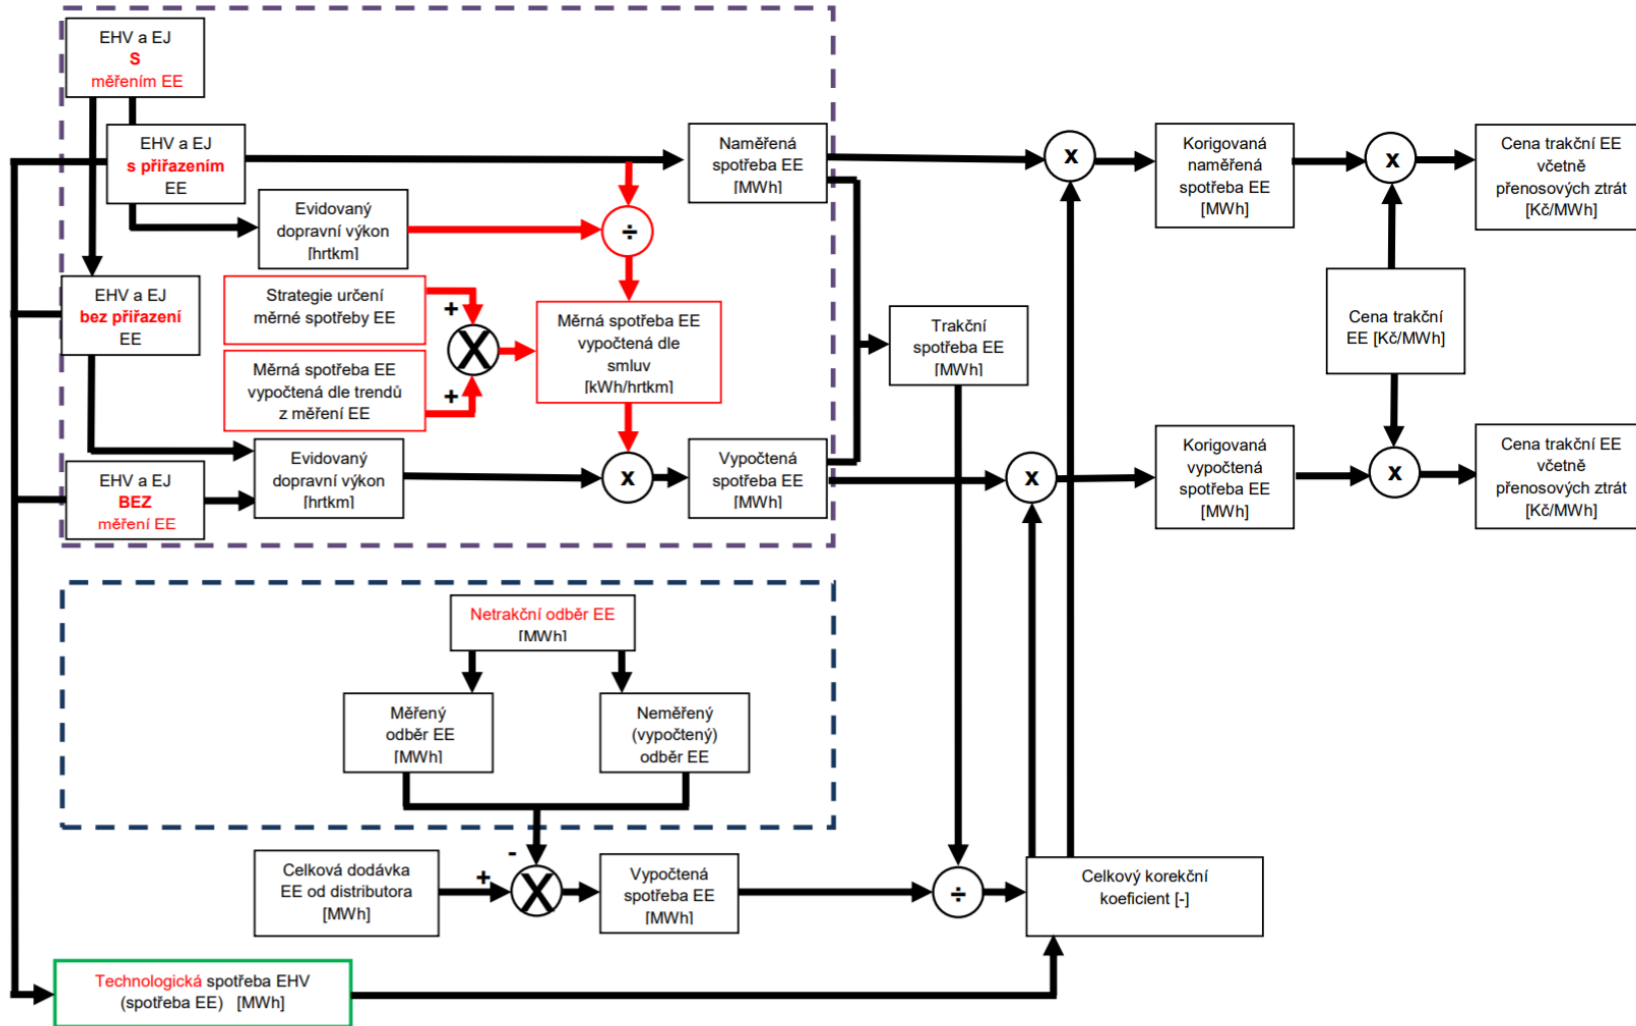 EHV a EJ
S
měřením EE
EHV a EJ
s přiřazením
EE
Naměřená
spotřeba EE
[MWh]
x
Korigovaná
naměřená
spotřeba EE
[MWh]
x
Cena trakční EE
včetně
přenosových ztrát
[Kč/MWh]
Evidovaný
dopravní výkon
[hrtkm]
÷
EHV a EJ
bez přiřazení
EE
Strategie určení
měrné spotřeby EE
+
X
Měrná spotřeba EE
vypočtená dle trendů
z měření EE
+
Měrná spotřeba EE
vypočtená dle
smluv
[kWh/hrtkm]
Trakční
spotřeba EE
[MWh]
Cena trakční
EE [Kč/MWh]
EHV a EJ
BEZ
měření EE
Evidovaný
dopravní výkon
[hrtkm]
x
Vypočtená
spotřeba EE
[MWh]
x
Korigovaná
vypočtená
spotřeba EE
[MWh]
x
Cena trakční EE
včetně
přenosových ztrát
[Kč/MWh]
Netrakční odběr EE
[MWh]
Měřený
odběr EE
[MWh]
Neměřený
(vypočtený)
odběr EE
Celková dodávka
EE od distributora
[MWh]
+
-
X
Vypočtená
spotřeba EE
[MWh]
÷
Celkový korekční
koeficient [-]
Technologická spotřeba EHV
(spotřeba EE) [MWh]